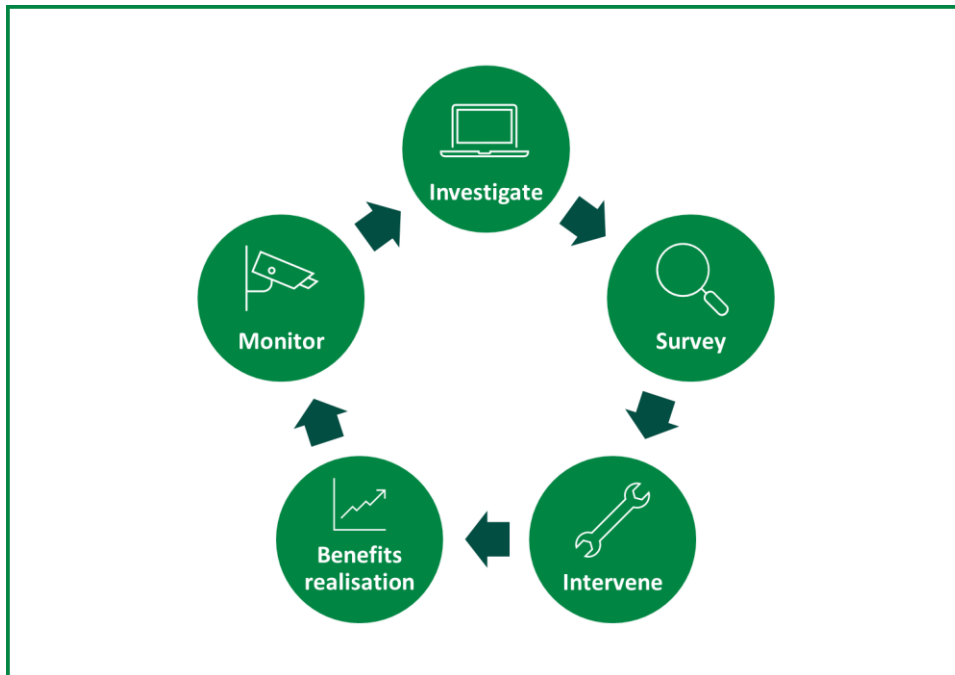 Investigate
Survey
Intervene
Benefits
realisation
Monitor